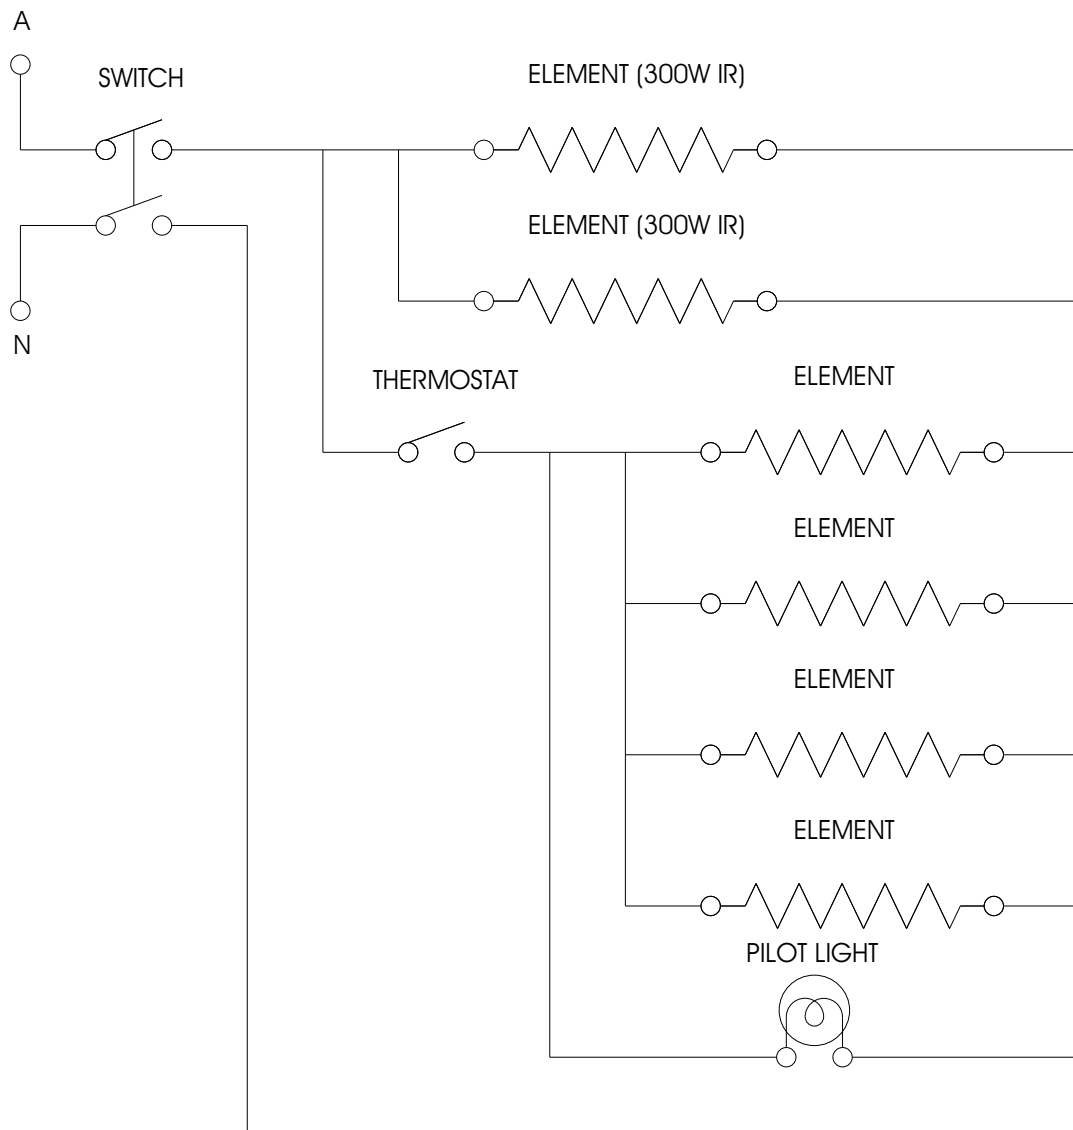 A
SWITCH
ELEMENT (300W IR)
ELEMENT (300W IR)
N
THERMOSTAT
ELEMENT
ELEMENT
ELEMENT
ELEMENT
PILOT LIGHT